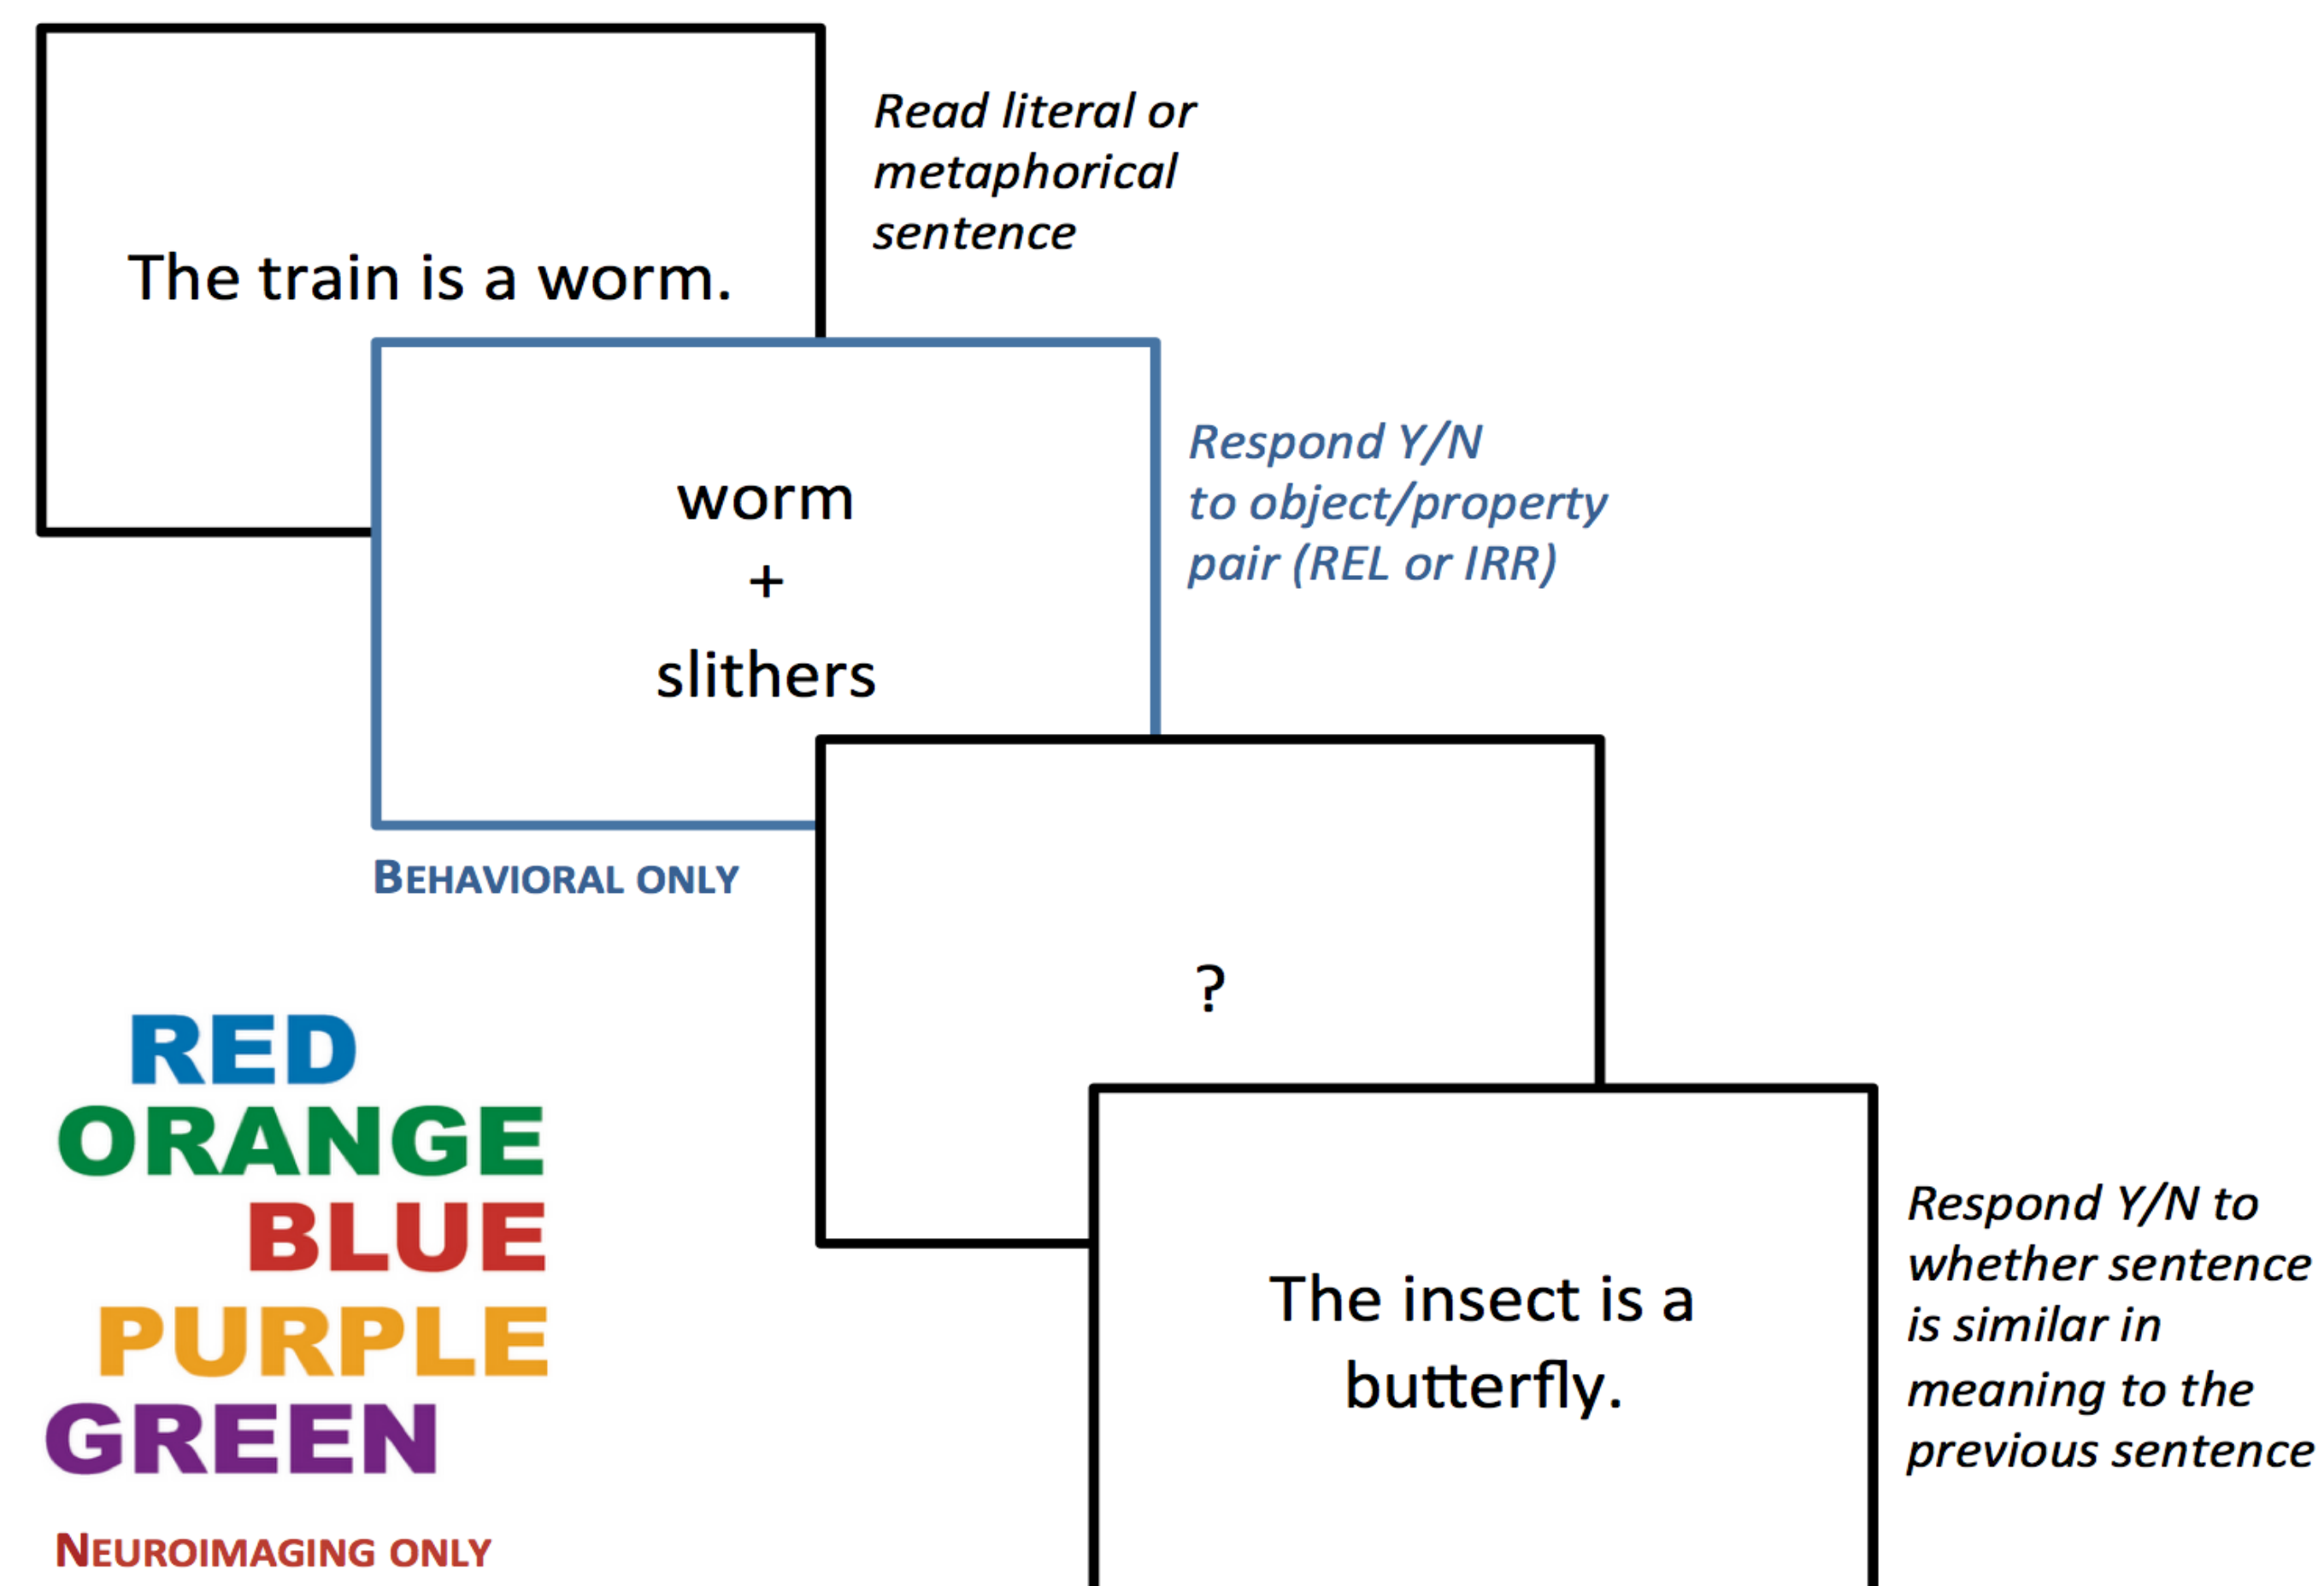 Read literal or
metaphorical
sentence
The train is a worm.
Respond Y/N
to object/property
pair (REL or IRR)
worm
+
slithers
BEHAVIORAL ONLY
?
RED
ORANGE
BLUE
PURPLE
GREEN
NEUROIMAGING ONLY
The insect is a
butterfly.
Respond Y/N to
whether sentence
is similar in
meaning to the
previous sentence